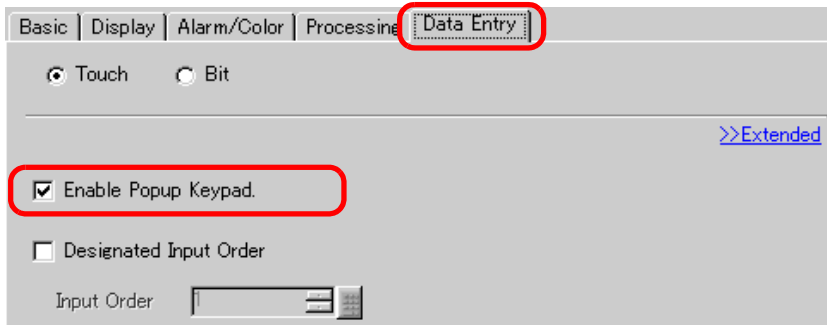 Basic Display Alarm/Color Processing Data Entry
Touch Bit
>>Extended
Enable Popup Keypad.
Designated Input Order
Input Order 1